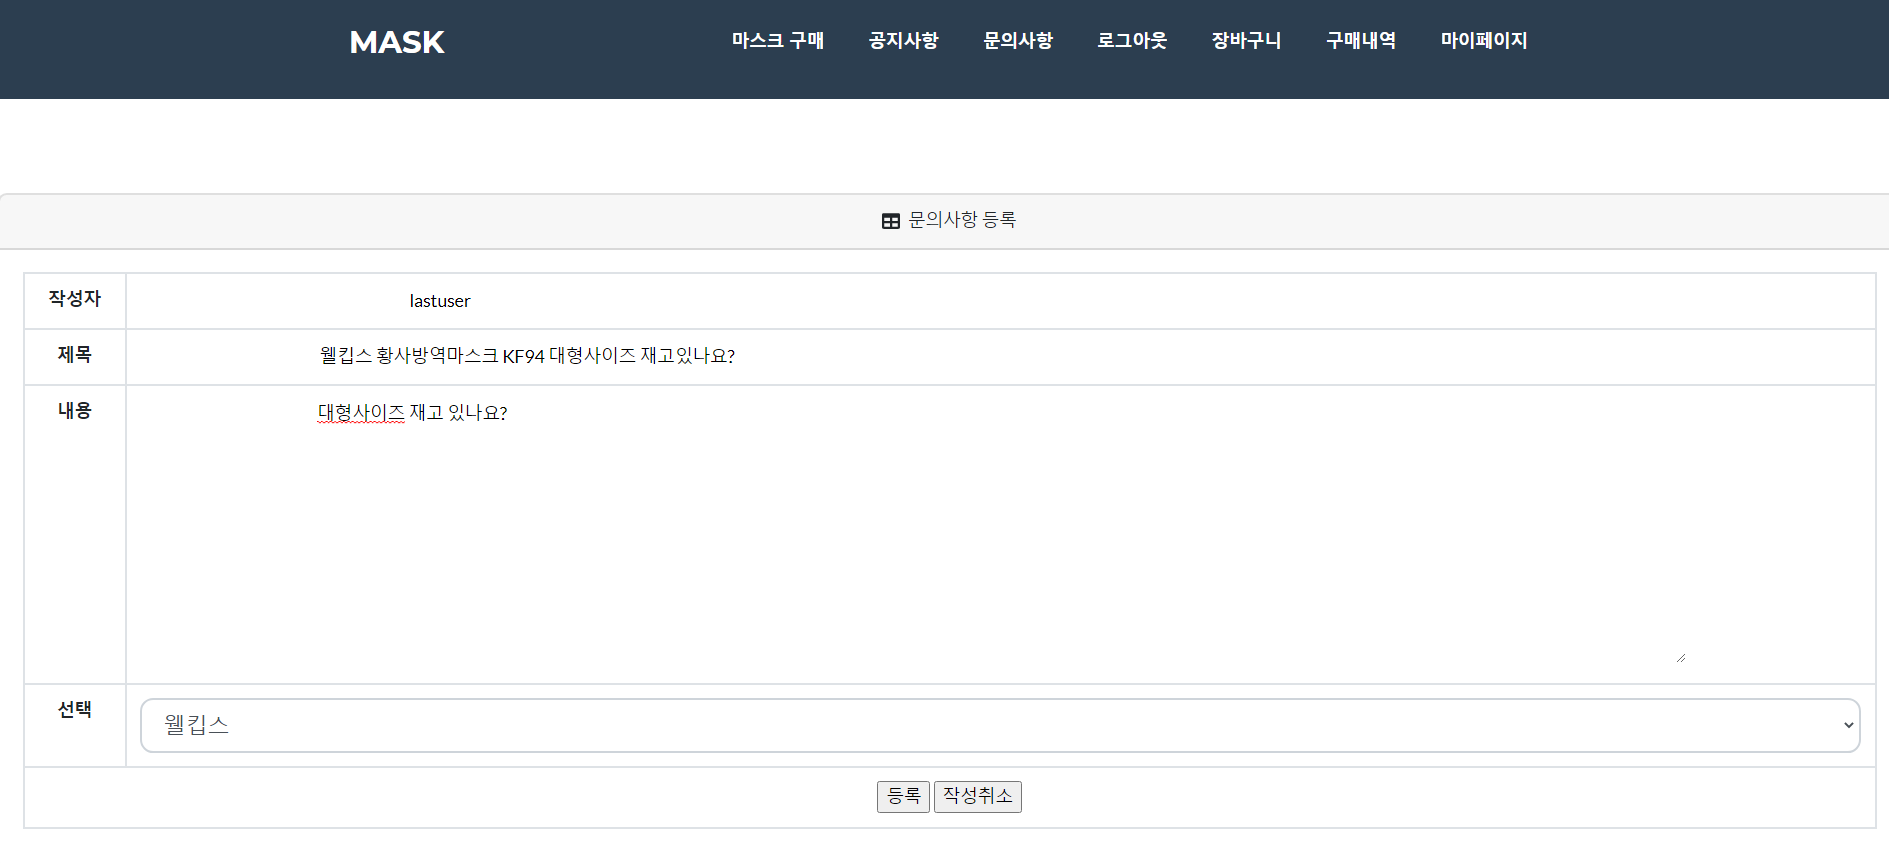 MASK 마스크 구매 공지사항 문의사항 로그아웃 장바구니 구매내역 마이페이지
문의사항 등록
작성자 lastuser
제목 웰킵스 황사방역마스크 KF94 대형사이즈 재고있나요?
내용 대형사이즈 재고 있나요?
선택 웰킵스
등록 작성취소